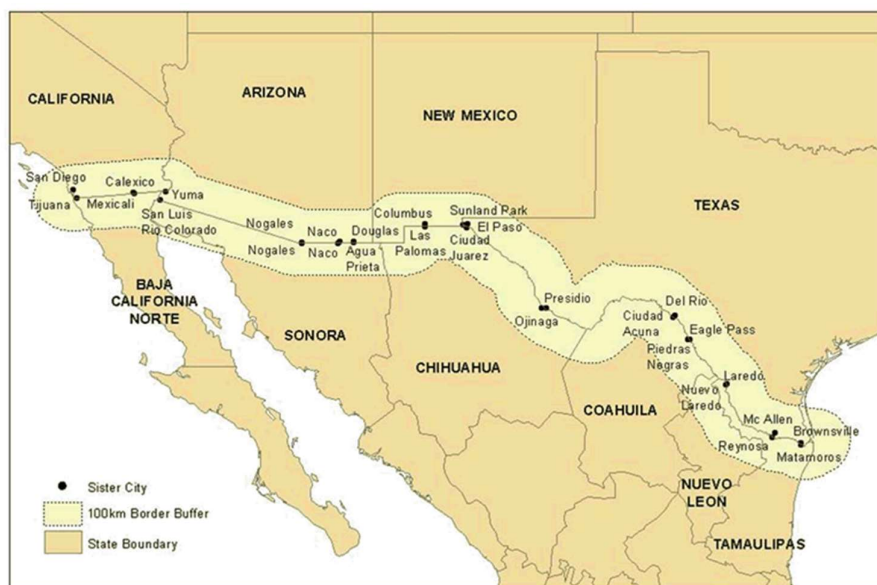 CALIFORNIA
ARIZONA
NEW MEXICO
TEXAS
San Diego
Tijuana
Calexico
Mexicali
Yuma
San Luis
Rio Colorado
Nogales
Nogales
Naco
Naco
Douglas
Agua
Prieta
Columbus
Las
Palomas
Sunland Park
El Paso
Ciudad
Juarez
Presidio
Ojinaga
Del Rio
Ciudad
Acuna
Eagle Pass
Piedras
Negras
Laredo
Nuevo
Laredo
Mc Allen
Reynosa
Brownsville
Matamoros
BAJA
CALIFORNIA
NORTE
SONORA
CHIHUAHUA
COAHUILA
NUEVO
LEON
TAMAULIPAS
Sister City
100km Border Buffer
State Boundary